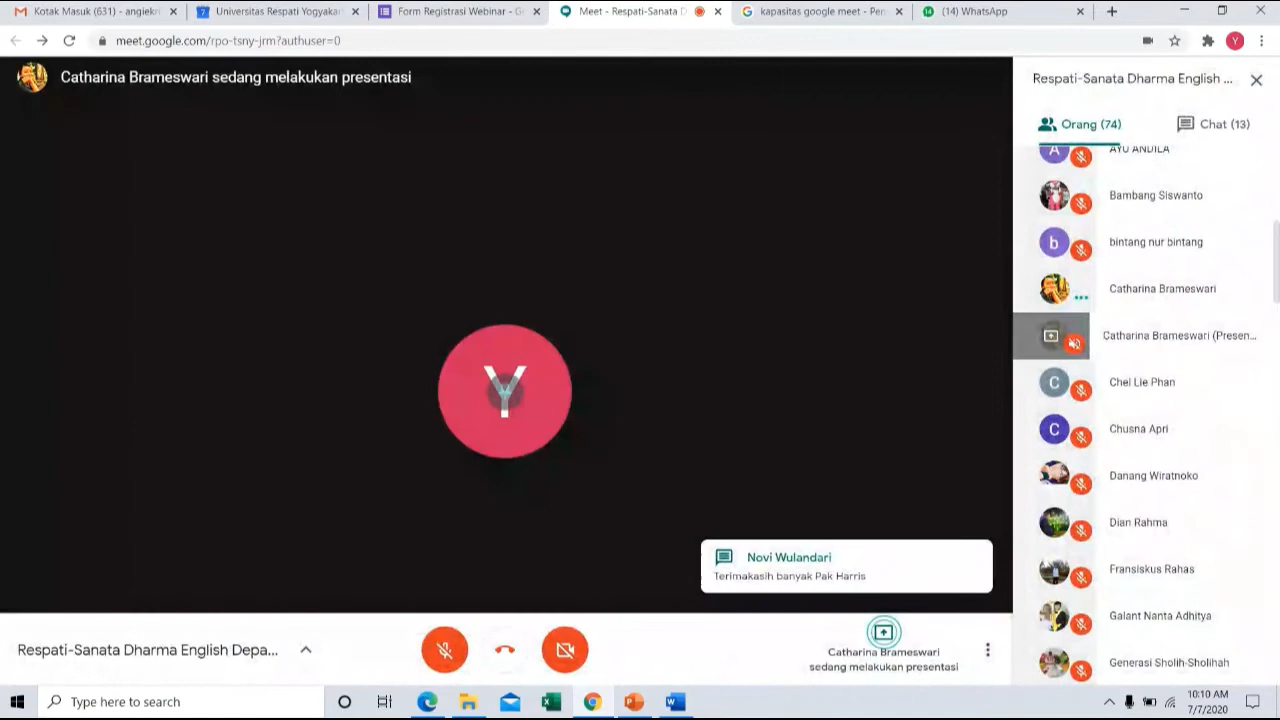 Kotak Masuk (631) - angiekr
Universitas Respati Yogyakar
Form Registrasi Webinar - G
Meet - Respati-Sanata D
kapasitas google meet - Pen
(14) WhatsApp
meet.google.com/rpo-tsny-jrm?authuser=0
Y
Catharina Brameswari sedang melakukan presentasi
Y
Novi Wulandari
Terimakasih banyak Pak Harris
Respati-Sanata Dharma English Depa...
Catharina Brameswari
sedang melakukan presentasi
Respati-Sanata Dharma English ...
Orang (74)
Chat (13)
A
AYU ANDILA
Bambang Siswanto
b
bintang nur bintang
Catharina Brameswari
Catharina Brameswari (Presen...
C
Chel Lie Phan
C
Chusna Apri
Danang Wiratnoko
Dian Rahma
Fransiskus Rahas
Galant Nanta Adhitya
Generasi Sholih-Sholihah
Type here to search
10:10 AM
7/7/2020